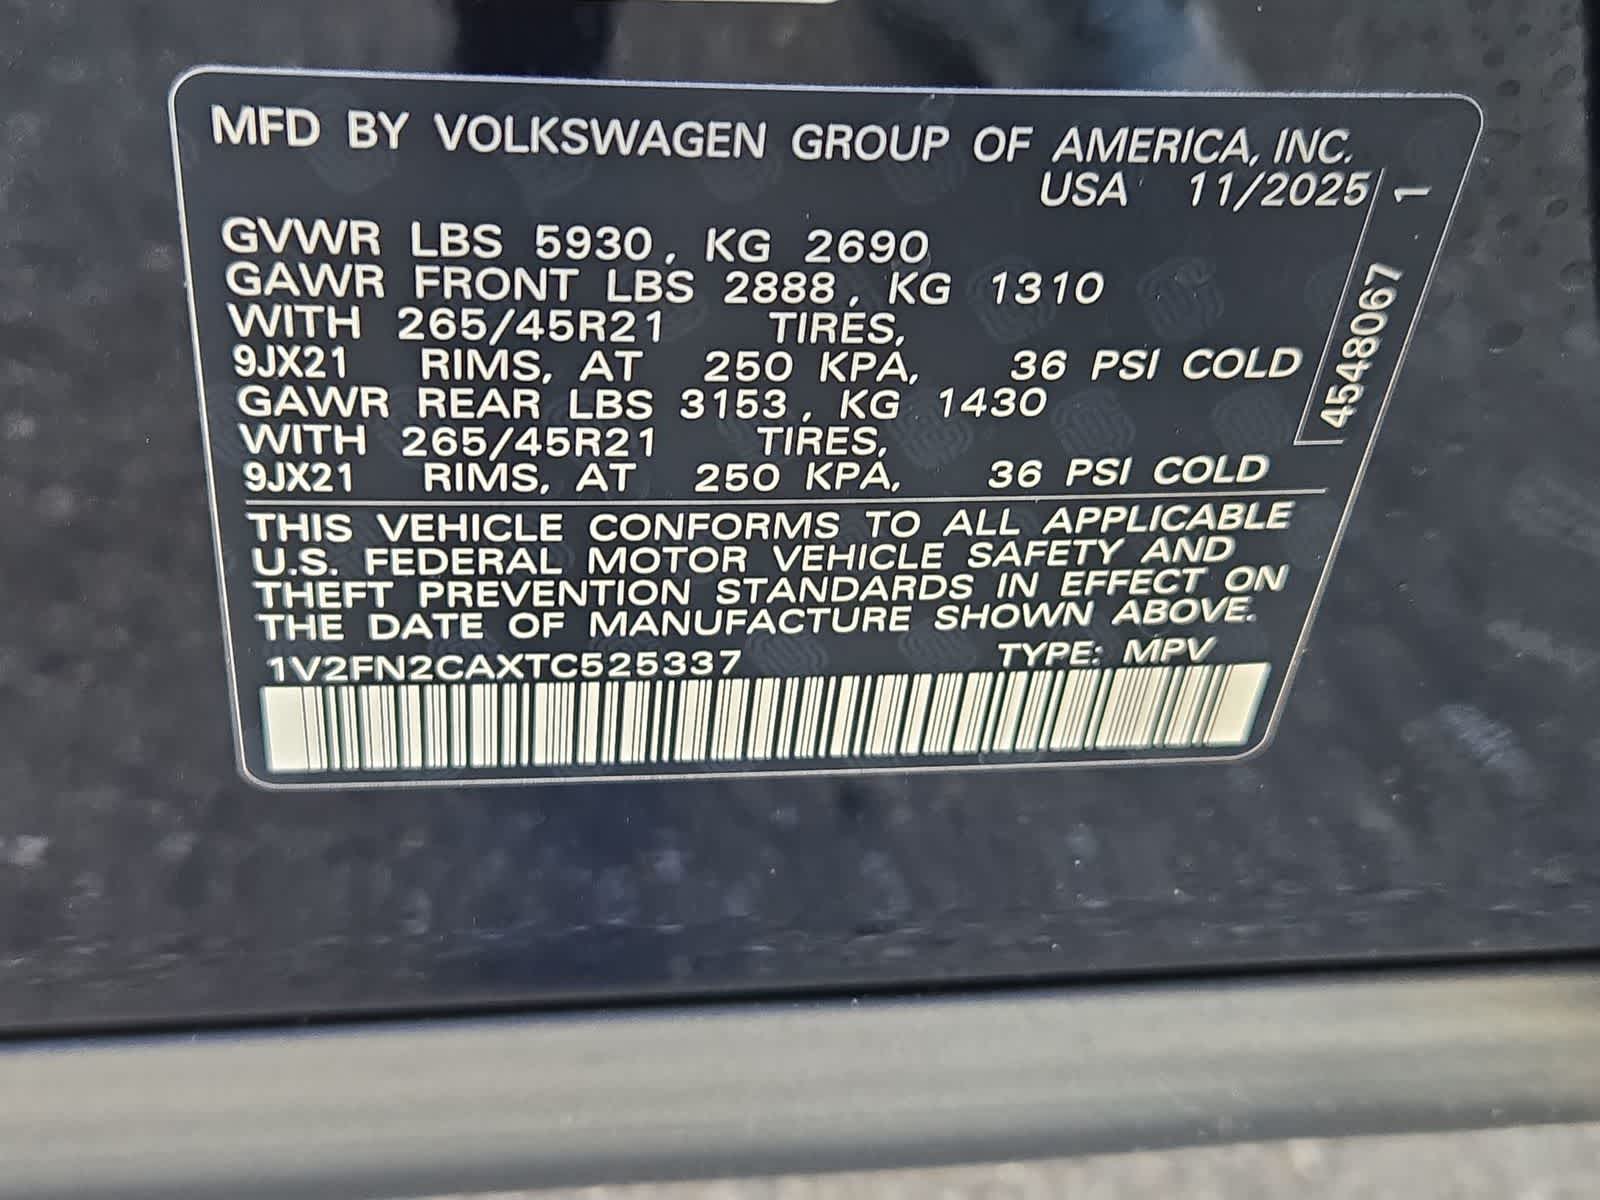 MFD BY VOLKSWAGEN GROUP OF AMERICA, INC.
USA 11/2025
GVWR LBS 5930, KG 2690
GAWR FRONT LBS 2888, KG 1310
WITH 265/45R21 TIRES,
9JX21 RIMS, AT 250 KPA, 36 PSI COLD
GAWR REAR LBS 3153, KG 1430
WITH 265/45R21 TIRES,
9JX21 RIMS, AT 250 KPA, 36 PSI COLD
THIS VEHICLE CONFORMS TO ALL APPLICABLE
U.S. FEDERAL MOTOR VEHICLE SAFETY AND
THEFT PREVENTION STANDARDS IN EFFECT ON
THE DATE OF MANUFACTURE SHOWN ABOVE.
1V2FN2CAXTC525337 TYPE: MPV
4548067 1